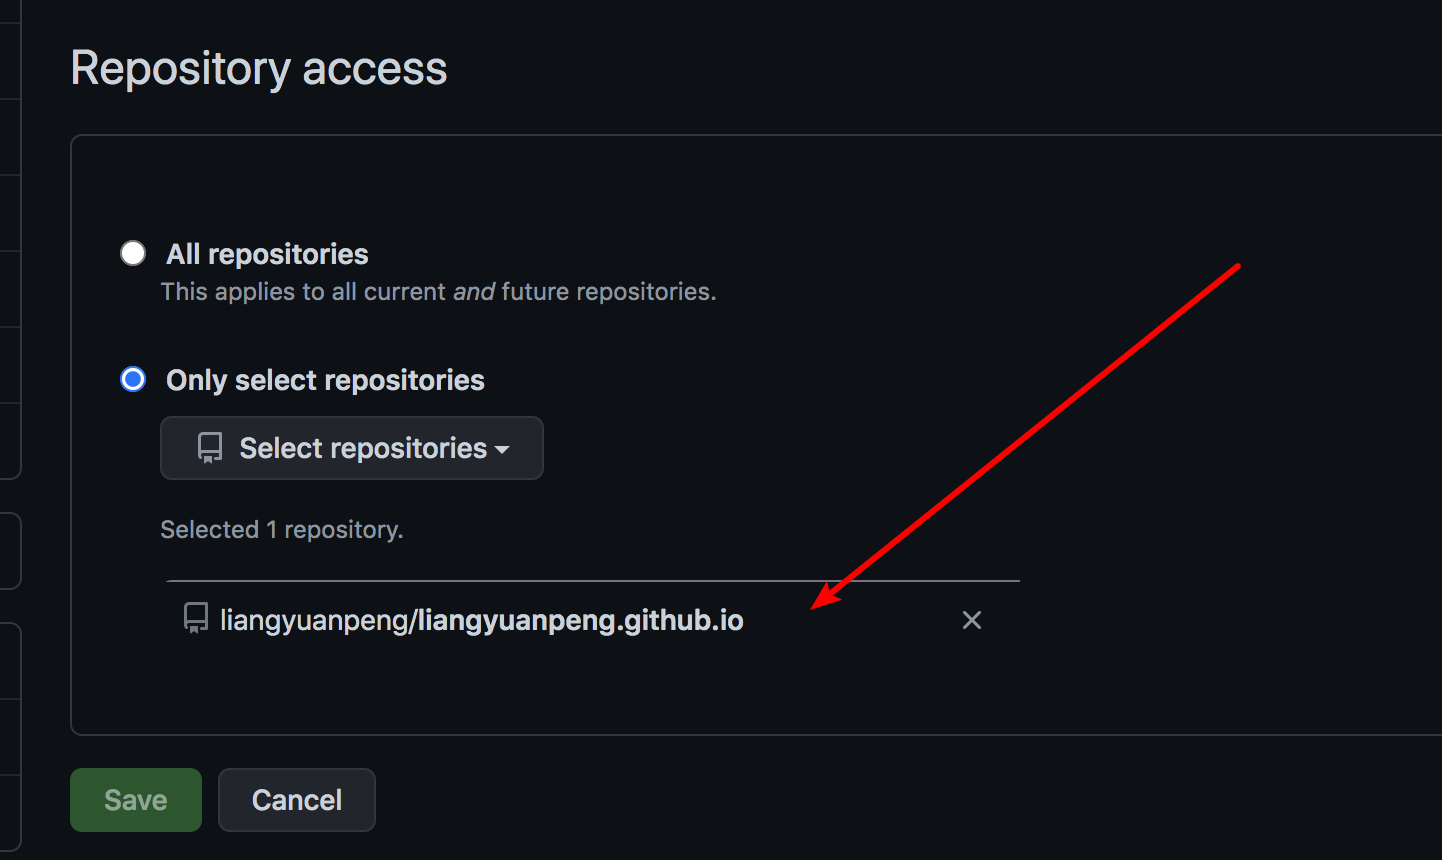 Repository access
All repositories
This applies to all current and future repositories.
Only select repositories
Select repositories
Selected 1 repository.
liangyuanpeng/liangyuanpeng.github.io
Save
Cancel